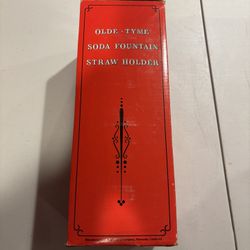 OLDE-TYME
SODA FOUNTAIN
STRAW HOLDER